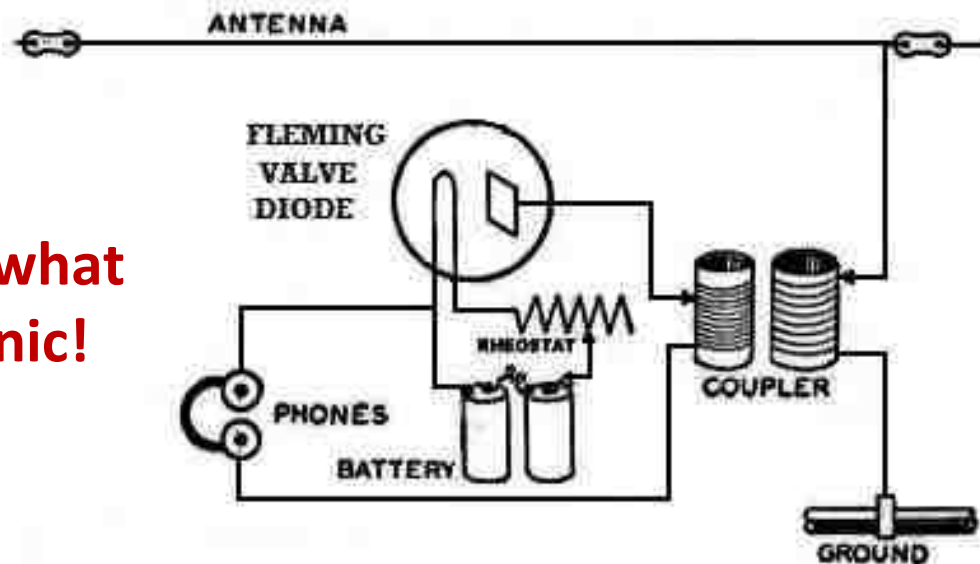 ANTENNA
FLEMING
VALVE
DIODE
what
nic!
RHEOSTAT
PHONES
BATTERY
COUPLER
GROUND